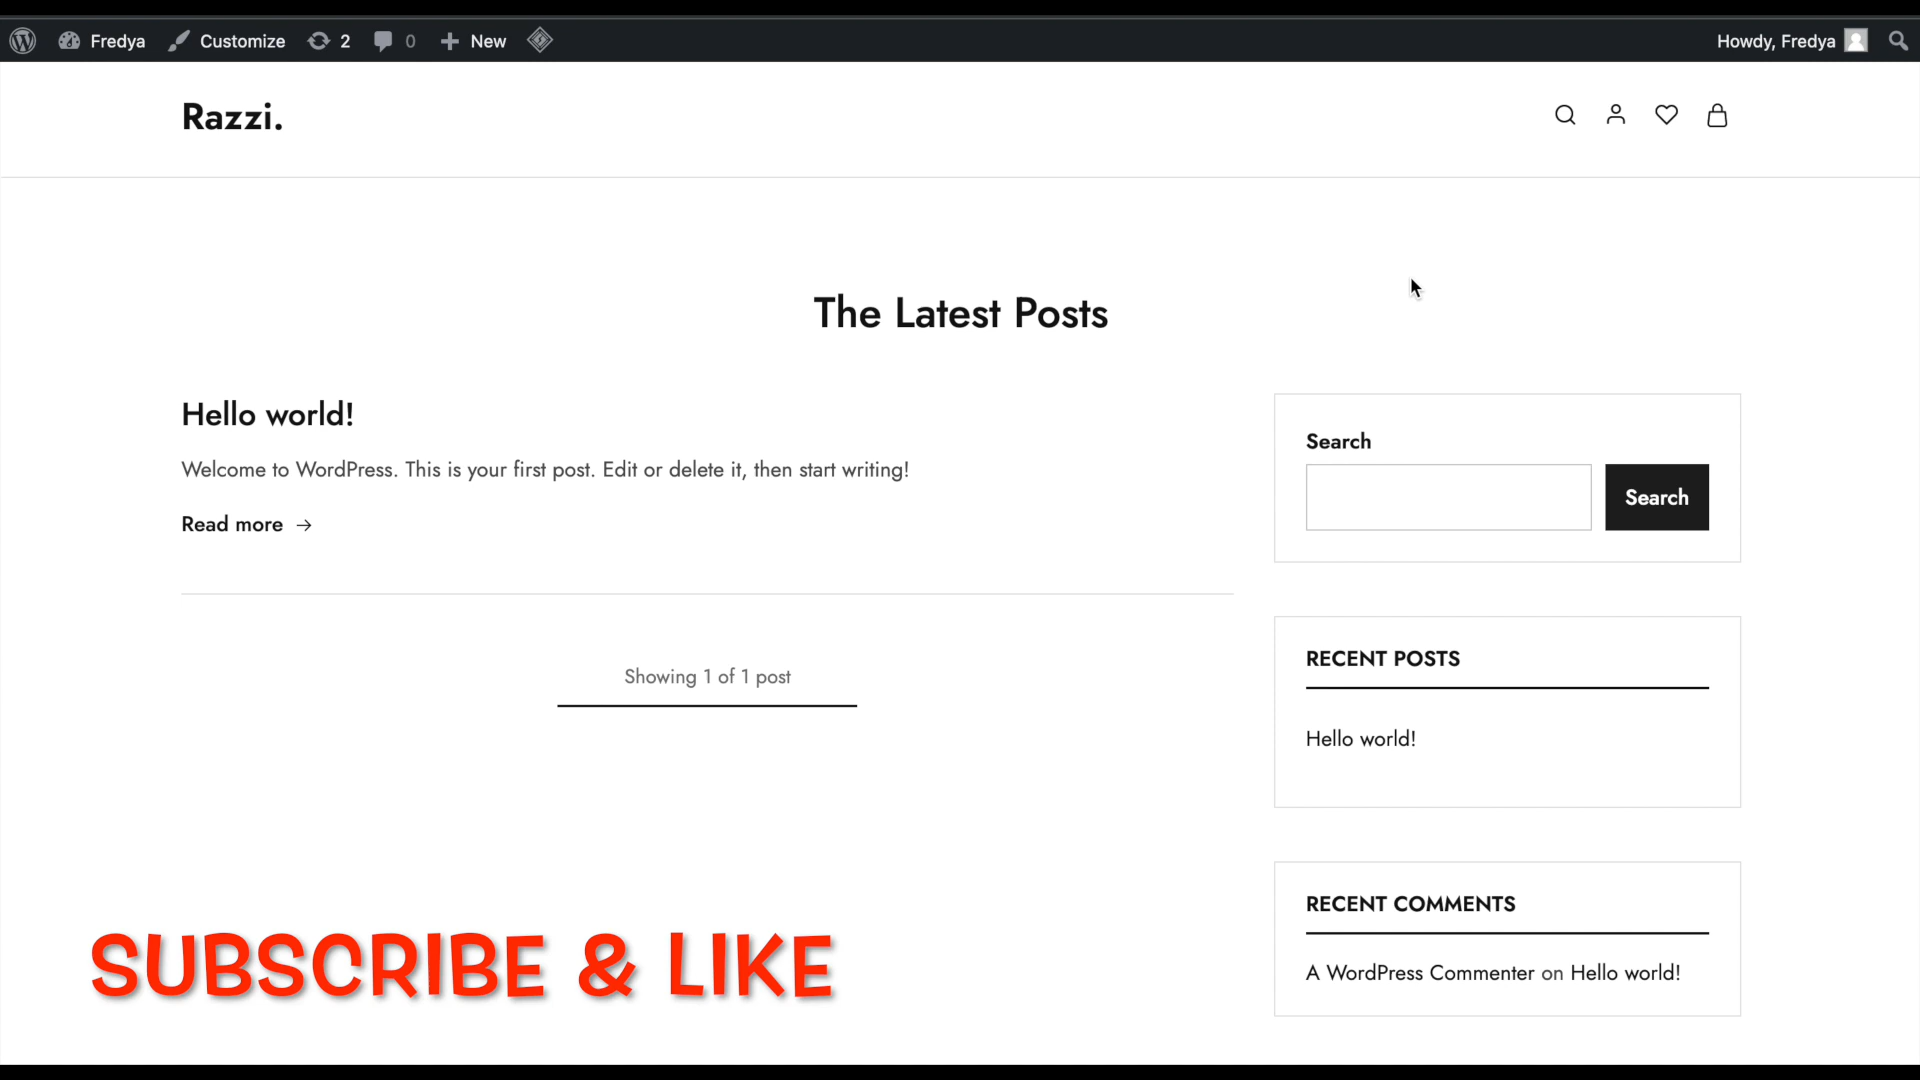 Fredya Customize 2 0 New Howdy, Fredya
Razzi.
The Latest Posts
Hello world!
Welcome to WordPress. This is your first post. Edit or delete it, then start writing!
Read more →
Showing 1 of 1 post
Search
Search
RECENT POSTS
Hello world!
RECENT COMMENTS
A WordPress Commenter on Hello world!
SUBSCRIBE & LIKE